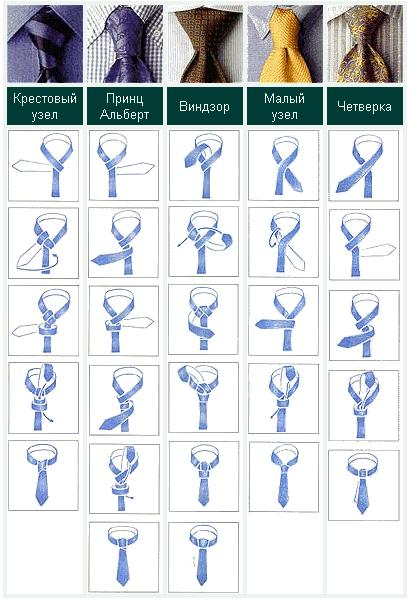 Крестовый
узел
Принц
Альберт
Виндзор
Малый
узел
Четверка